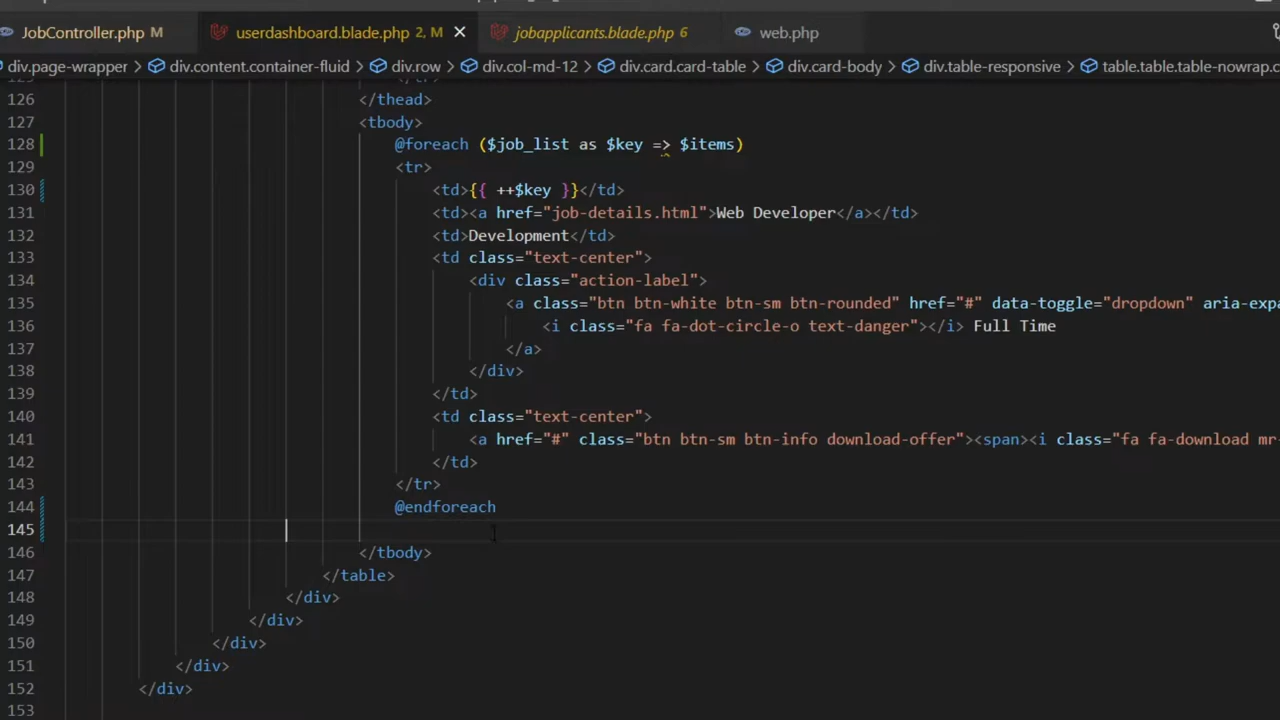 JobController.php M userdashboard.blade.php 2, M × jobapplicants.blade.php 6 web.php
div.page-wrapper > div.content.container-fluid > div.row > div.col-md-12 > div.card.card-table > div.card-body > div.table-responsive > table.table.table-nowrap.c
126 </thead>
127 <tbody>
128 @foreach ($job_list as $key => $items)
129 <tr>
130 <td>{{ ++$key }}</td>
131 <td><a href="job-details.html">Web Developer</a></td>
132 <td>Development</td>
133 <td class="text-center">
134 <div class="action-label">
135 <a class="btn btn-white btn-sm btn-rounded" href="#" data-toggle="dropdown" aria-expa
136 <i class="fa fa-dot-circle-o text-danger"></i> Full Time
137 </a>
138 </div>
139 </td>
140 <td class="text-center">
141 <a href="#" class="btn btn-sm btn-info download-offer"><span><i class="fa fa-download mr-
142 </td>
143 </tr>
144 @endforeach
145
146 </tbody>
147 </table>
148 </div>
149 </div>
150 </div>
151 </div>
152 </div>
153